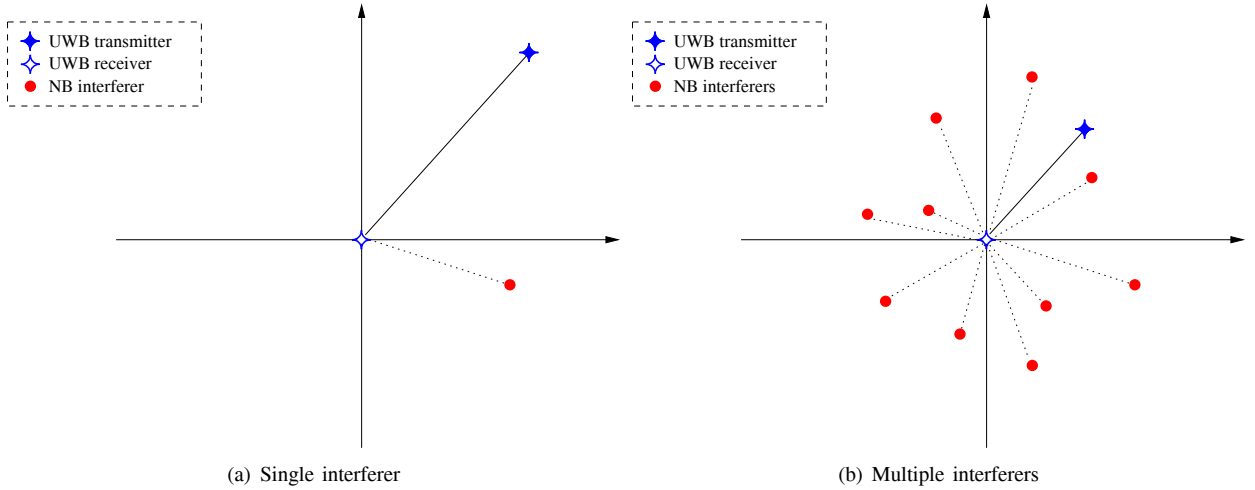 UWB transmitter
UWB receiver
NB interferer
UWB transmitter
UWB receiver
NB interferers
(a) Single interferer
(b) Multiple interferers